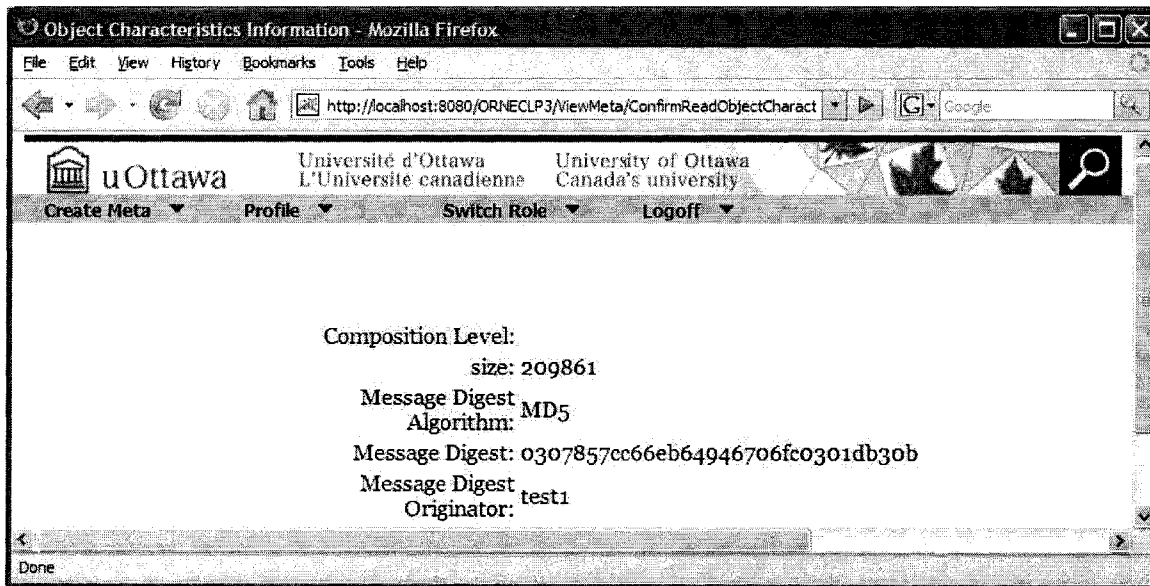 Object Characteristics Information - Mozilla Firefox
File Edit View History Bookmarks Tools Help
http://localhost:8080/ORNECLP3/ViewMeta/ConfirmReadObjectCharact
G Google
uOttawa
Université d'Ottawa University of Ottawa
L'Université canadienne Canada's university
Create Meta Profile Switch Role Logoff
Composition Level:
size: 209861
Message Digest
Algorithm: MD5
Message Digest: 0307857cc66eb64946706fc0301db30b
Message Digest
Originator: test1
Done